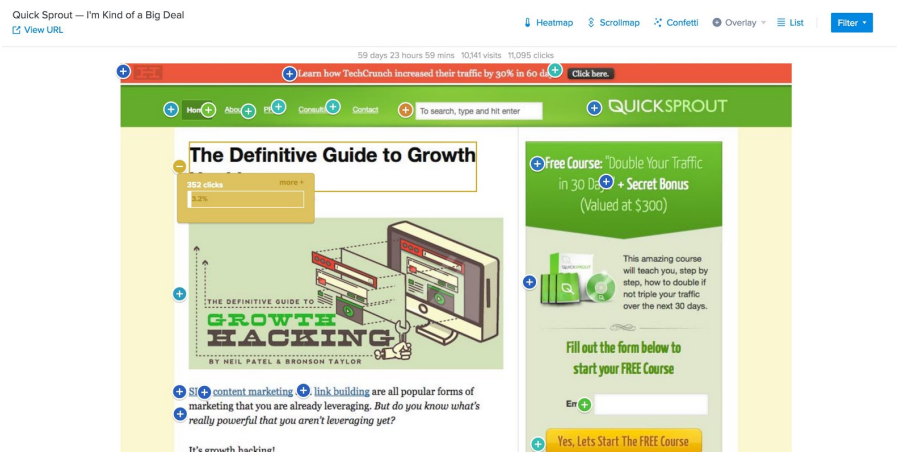 Quick Sprout — I'm Kind of a Big Deal
View URL
Heatmap Scrollmap Confetti Overlay List Filter
59 days 23 hours 59 mins 10,141 visits 11,095 clicks
Learn how TechCrunch increased their traffic by 30% in 60 Click here.
Contact To search, type and hit enter QUICKSPROUT
The Definitive Guide to Growth
352 clicks more +
3.2%
Free Course: "Double Your Traffic
in 30 + Secret Bonus
(Valued at $300)
QUICKSPROUT
This amazing course
will teach you, step by
step, how to double if
not triple your traffic
over the next 30 days.
THE DEFINITIVE GUIDE TO
GROWTH
HACKING
BY NEIL PATEL & BRONSON TAYLOR
Fill out the form below to
start your FREE Course
content marketing link building are all popular forms of
marketing that you are already leveraging. But do you know what's
really powerful that you aren't leveraging yet?
It's growth hacking!
Yes, Lets Start The FREE Course